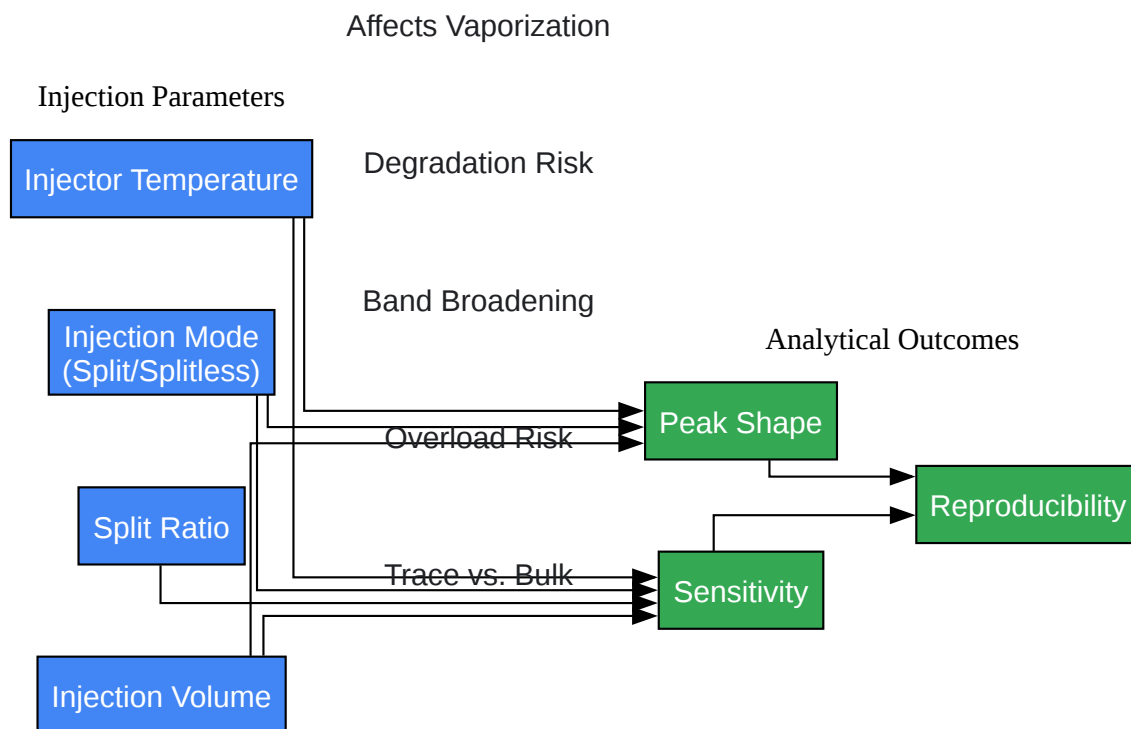 Affects Vaporization
Injection Parameters
Injector Temperature
Degradation Risk
Band Broadening
Injection Mode
(Split/Splitless)
Analytical Outcomes
Peak Shape
Overload Risk
Split Ratio
Reproducibility
Trace vs. Bulk
Sensitivity
Injection Volume